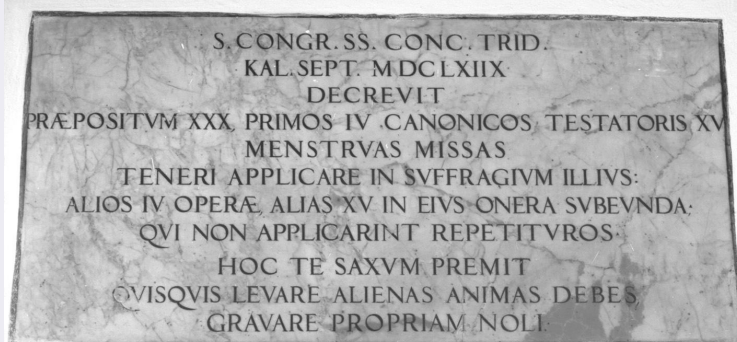 S. CONGR. SS. CONC. TRID.
KAL. SEPT. MDCLXIIX
DECREVIT
PRÆPOSITVM XXX, PRIMOS IV CANONICOS, TESTATORIS XV
MENSTRVAS MISSAS
TENERI APPLICARE IN SVFFRAGIVM ILLIVS:
ALIOS IV OPERÆ, ALIAS XV IN EIVS ONERA SVBEVNDA:
QVI NON APPLICARINT REPETITVROS
HOC TE SAXVM PREMIT
QVISQVIS LEVARE ALIENAS ANIMAS DEBES
GRAVARE PROPRIAM NOLI.